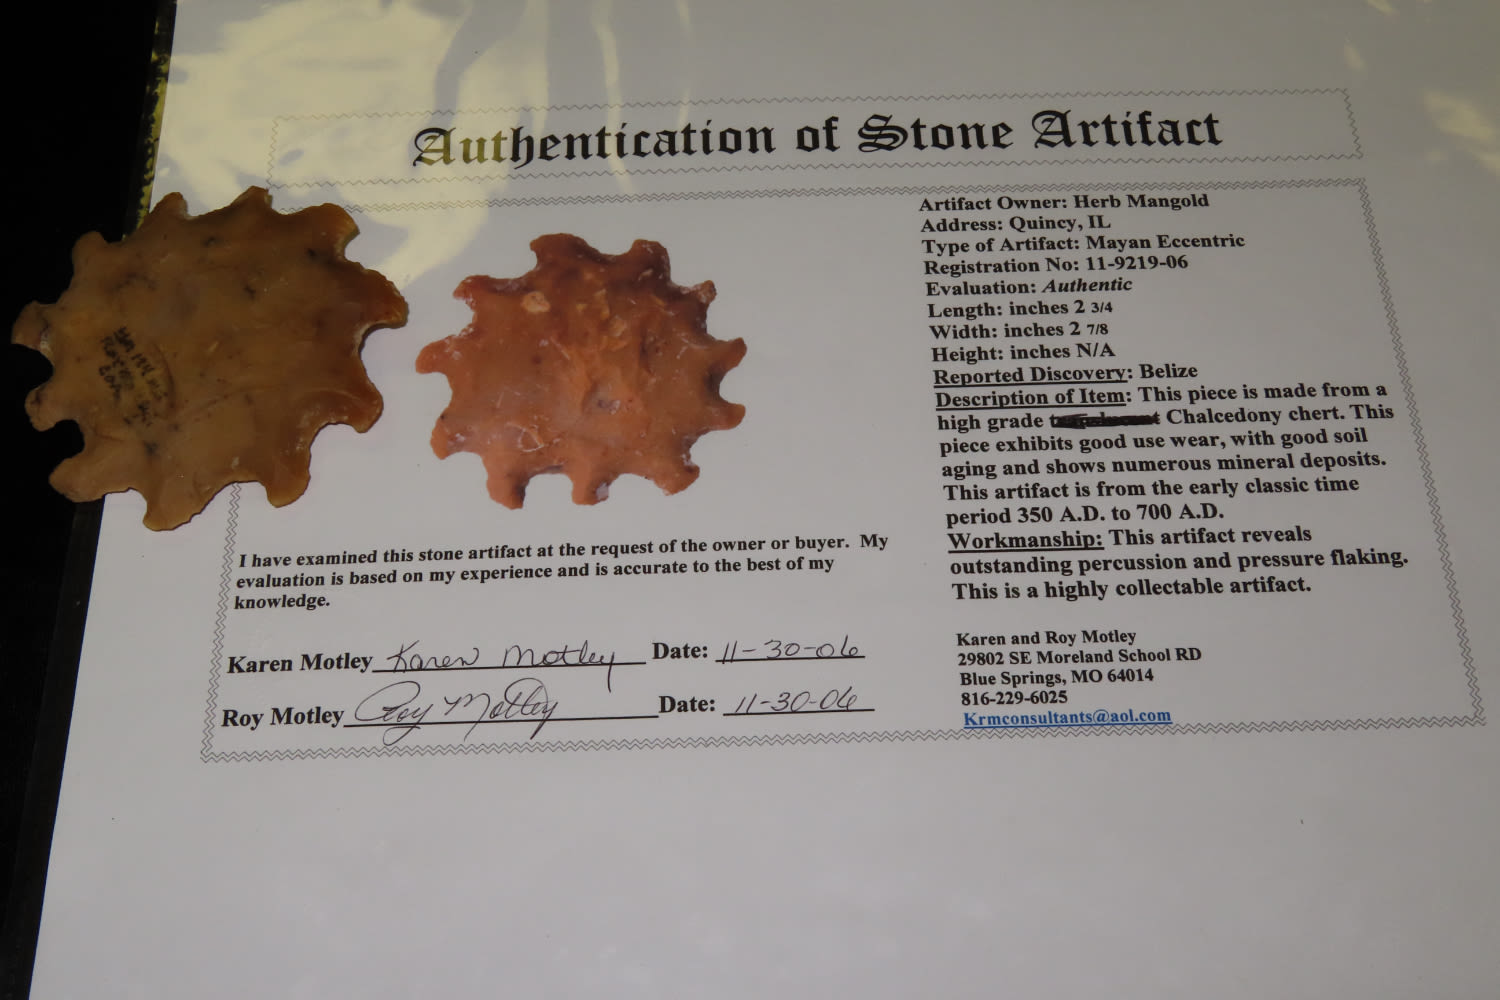 Authentication of Stone Artifact
Artifact Owner: Herb Mangold
Address: Quincy, IL
Type of Artifact: Mayan Eccentric
Registration No: 11-9219-06
Evaluation: Authentic
Length: inches 2 3/4
Width: inches 2 7/8
Height: inches N/A
Reported Discovery: Belize
Description of Item: This piece is made from a
high grade Chalcedony chert. This
piece exhibits good use wear, with good soil
aging and shows numerous mineral deposits.
This artifact is from the early classic time
period 350 A.D. to 700 A.D.
Workmanship: This artifact reveals
outstanding percussion and pressure flaking.
This is a highly collectable artifact.
I have examined this stone artifact at the request of the owner or buyer. My
evaluation is based on my experience and is accurate to the best of my
knowledge.
Karen Motley Karen Motley Date: 11-30-06
Roy Motley Roy Motley Date: 11-30-06
Karen and Roy Motley
29802 SE Moreland School RD
Blue Springs, MO 64014
816-229-6025
Krmconsultants@aol.com